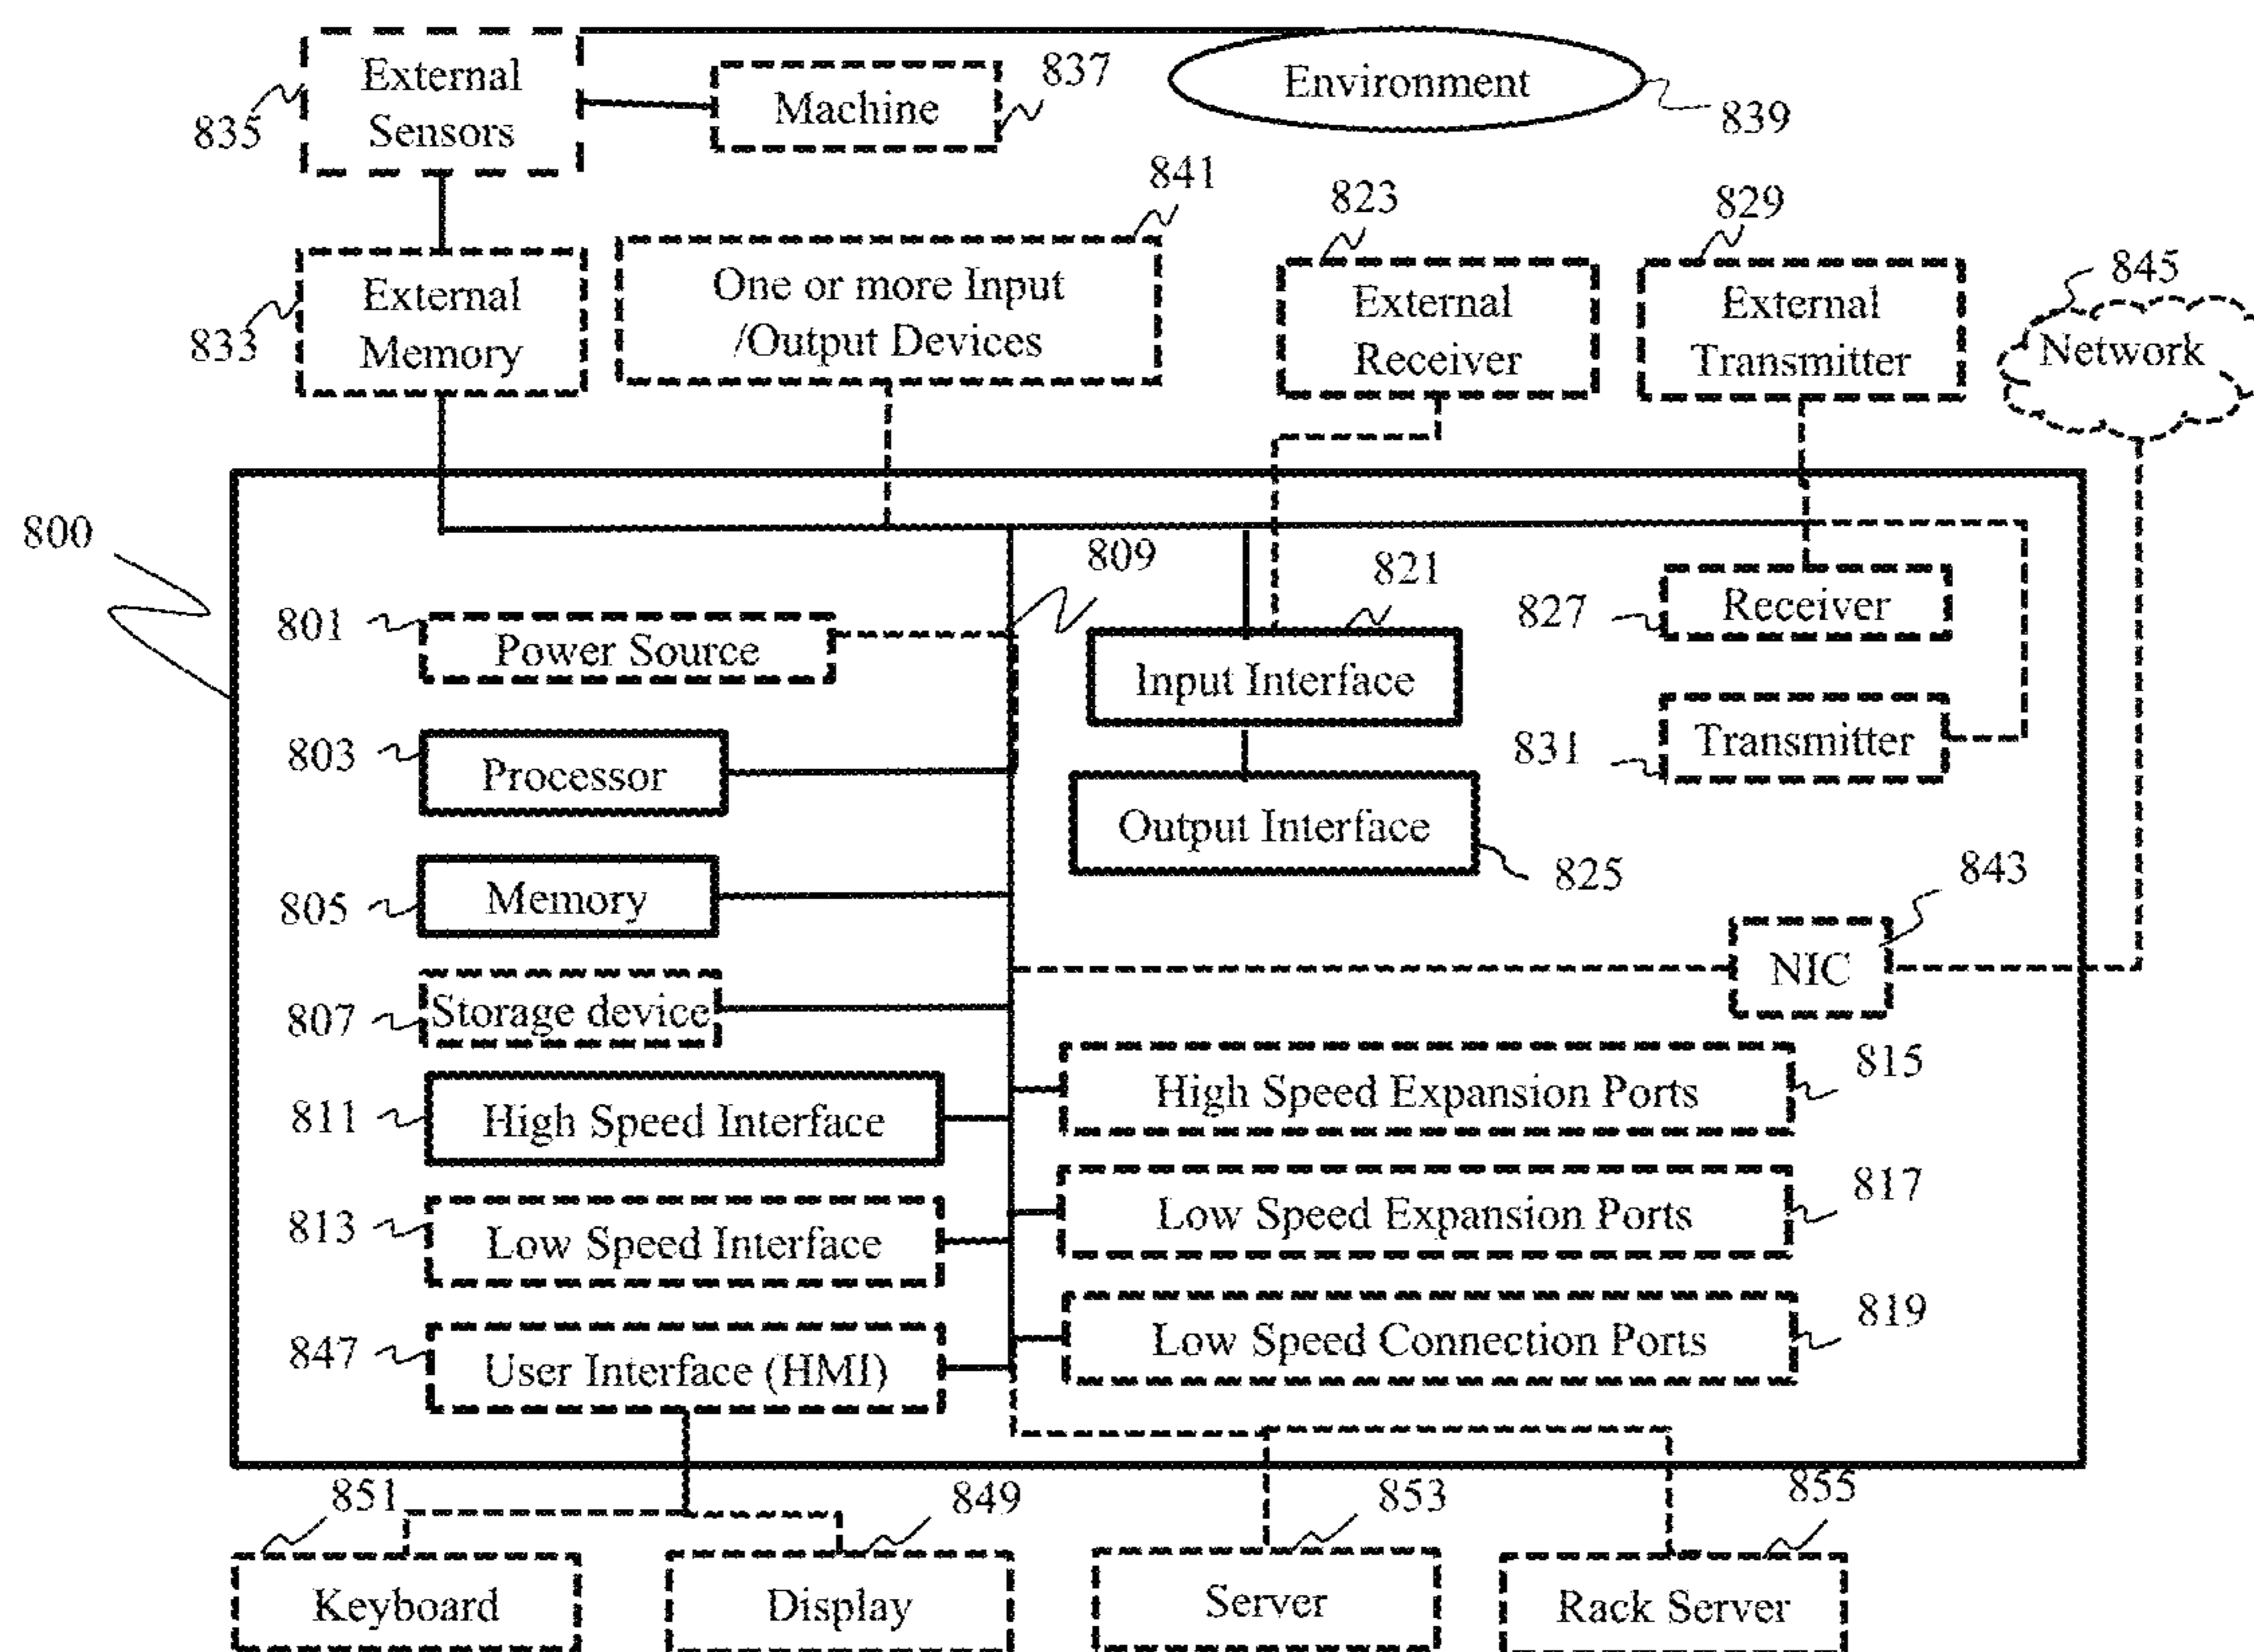 External
Sensors
835
Machine
837
Environment
839
External
Memory
833
One or more Input
/Output Devices
841
External
Receiver
823
External
Transmitter
829
Network
845
800
809
801
Power Source
803
Processor
805
Memory
807
Storage device
811
High Speed Interface
813
Low Speed Interface
847
User Interface (HMI)
821
Input Interface
Output Interface
825
827
Receiver
831
Transmitter
843
NIC
High Speed Expansion Ports
815
Low Speed Expansion Ports
817
Low Speed Connection Ports
819
851
Keyboard
849
Display
853
Server
855
Rack Server